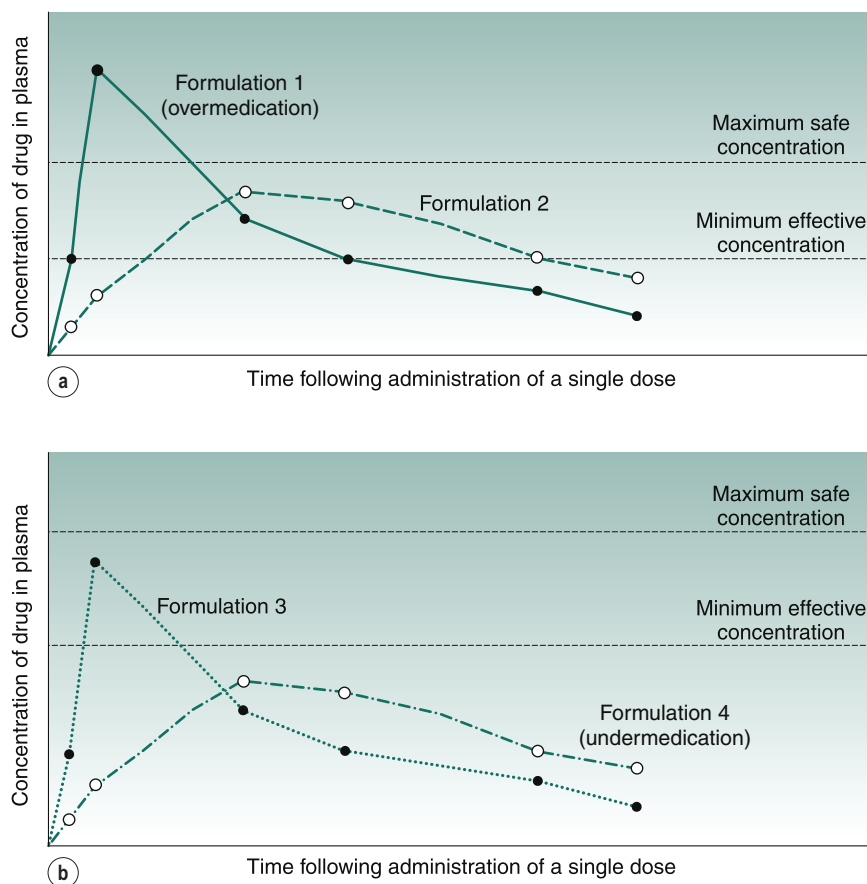 Concentration of drug in plasma
Formulation 1
(overmedication)
Maximum safe
concentration
Formulation 2
Minimum effective
concentration
a
Time following administration of a single dose
Concentration of drug in plasma
Maximum safe
concentration
Formulation 3
Minimum effective
concentration
Formulation 4
(undermedication)
b
Time following administration of a single dose